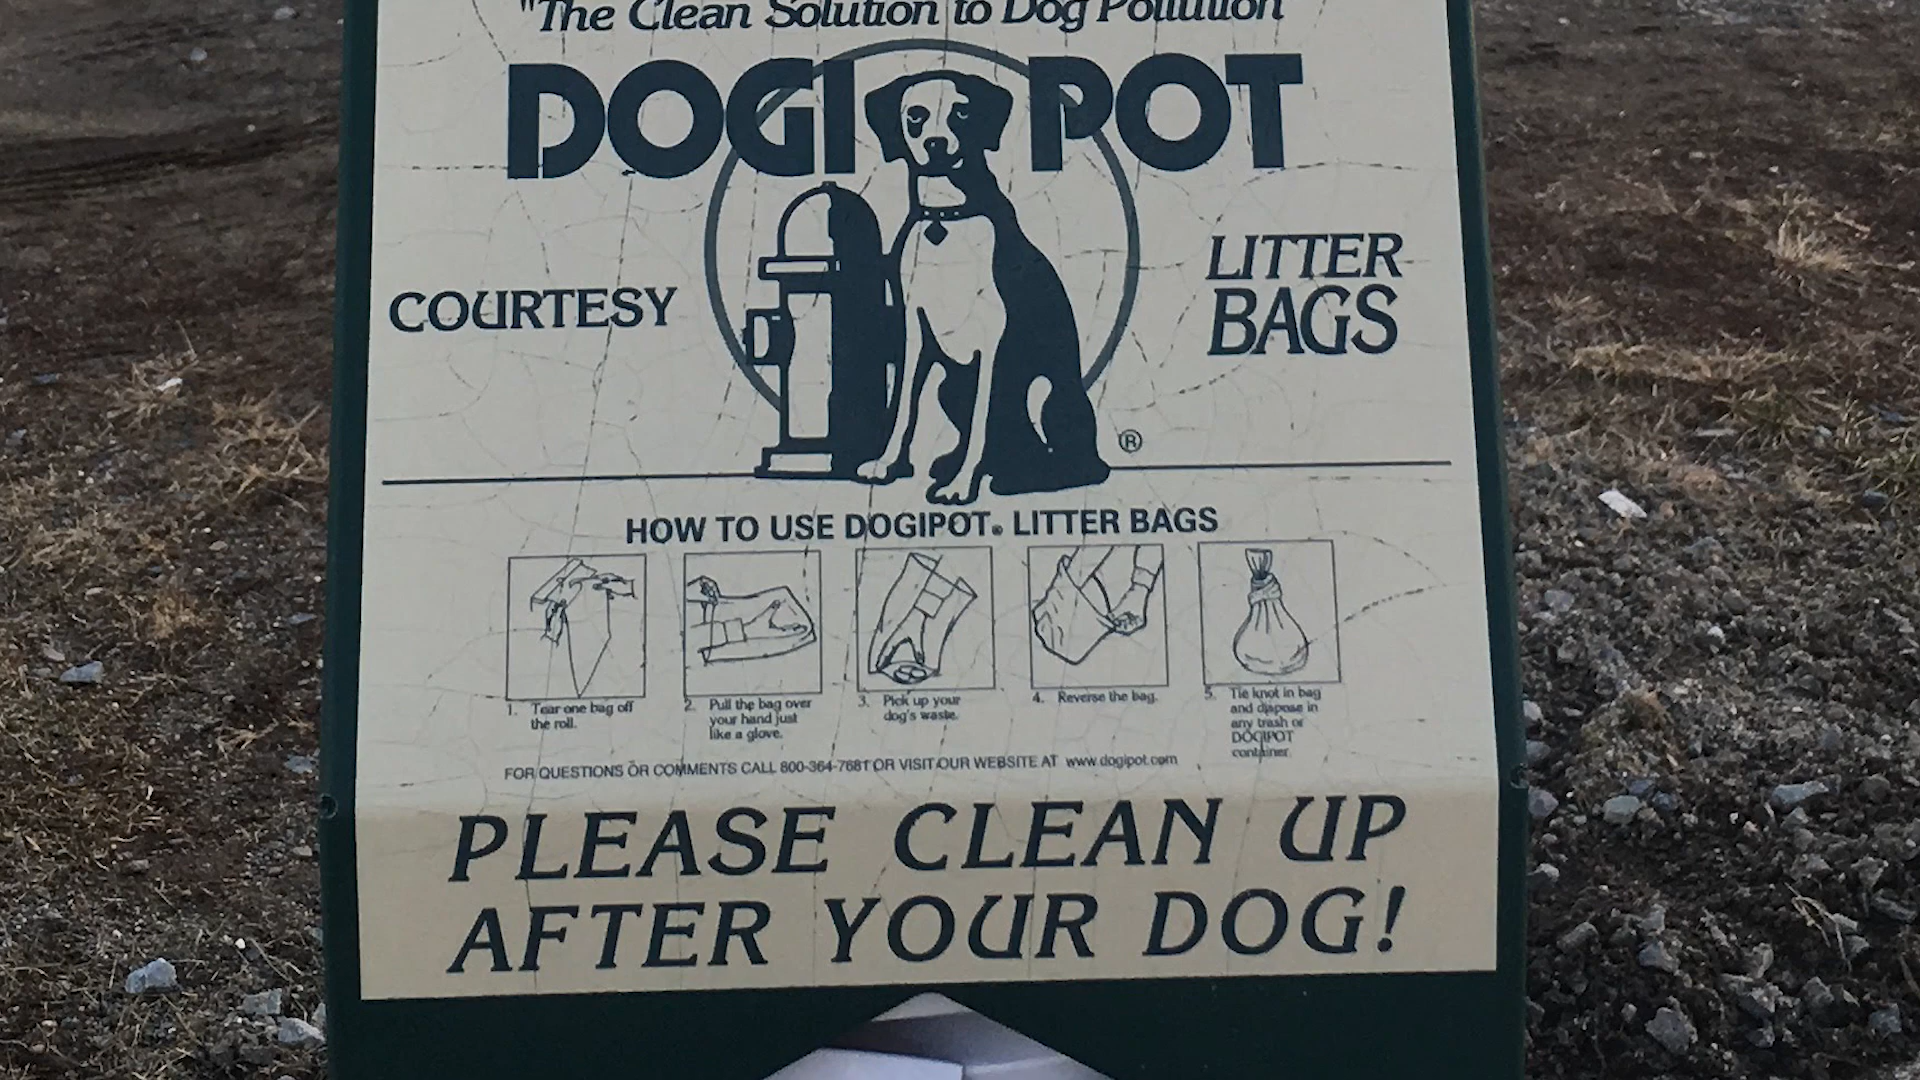 "The Clean Solution to Dog Pollution"
DOGIPOT
COURTESY
LITTER
BAGS
®
HOW TO USE DOGIPOT® LITTER BAGS
1. Tear one bag off
the roll.
2. Pull the bag over
your hand just
like a glove.
3. Pick up your
dog's waste.
4. Reverse the bag.
5. Tie knot in bag
and dispose in
any trash or
DOGIPOT
container.
FOR QUESTIONS OR COMMENTS CALL 800-364-7681 OR VISIT OUR WEBSITE AT www.dogipot.com
PLEASE CLEAN UP
AFTER YOUR DOG!